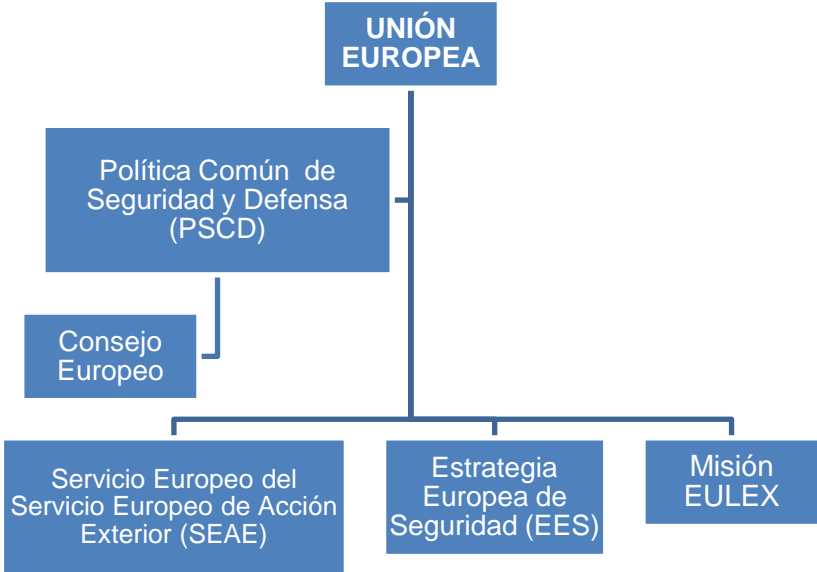 UNIÓN
EUROPEA
Política Común de
Seguridad y Defensa
(PSCD)
Consejo
Europeo
Servicio Europeo del
Servicio Europeo de Acción
Exterior (SEAE)
Estrategia
Europea de
Seguridad (EES)
Misión
EULEX